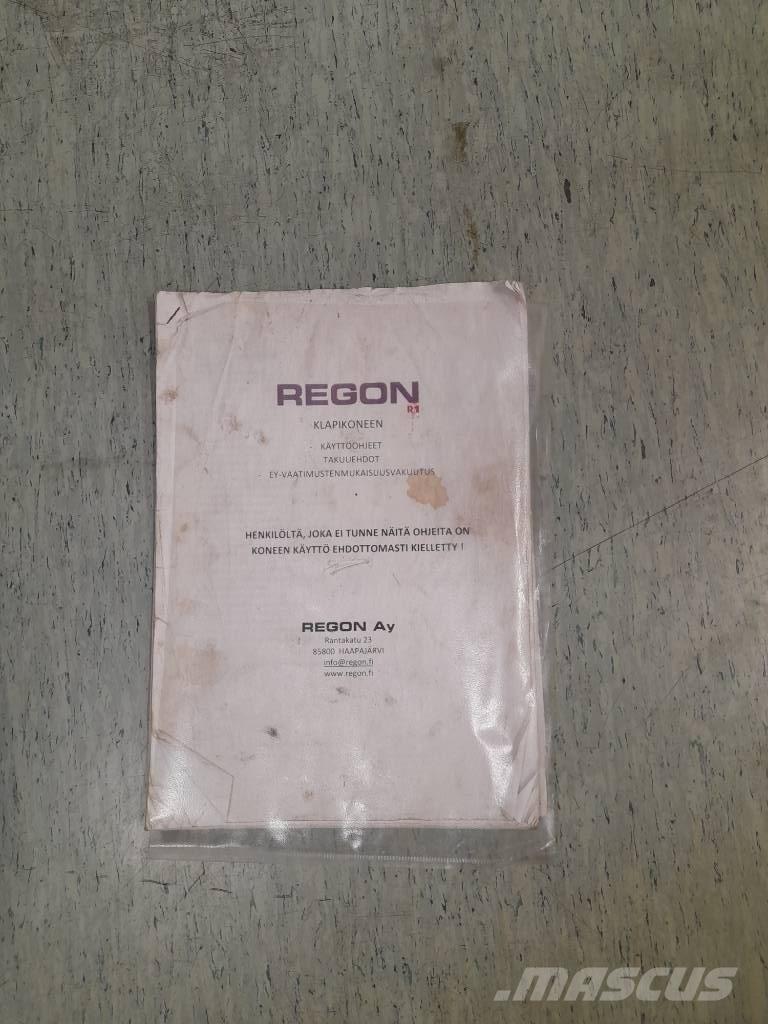 REGON
R1
KLAPIKONEEN
- KÄYTTÖOHJEET
TAKUUEHDOT
- EY-VAATIMUSTENMUKAISUUSVAKUUTUS
HENKILÖLTÄ, JOKA EI TUNNE NÄITÄ OHJEITA ON
KONEEN KÄYTTÖ EHDOTTOMASTI KIELLETTY !
REGON Ay
Rantakatu 23
85800 HAAPAJÄRVI
info@regon.fi
www.regon.fi
.MASCUS